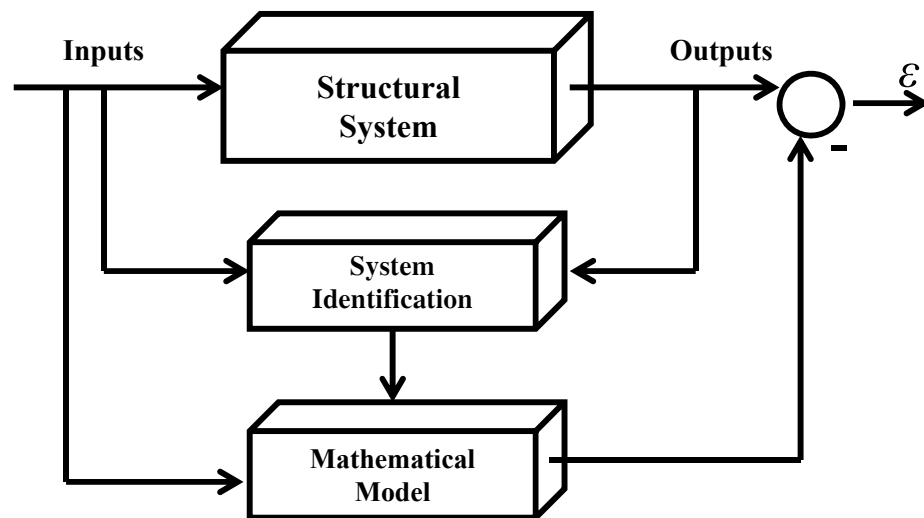 Inputs
Structural
System
Outputs
ε
-
System
Identification
Mathematical
Model